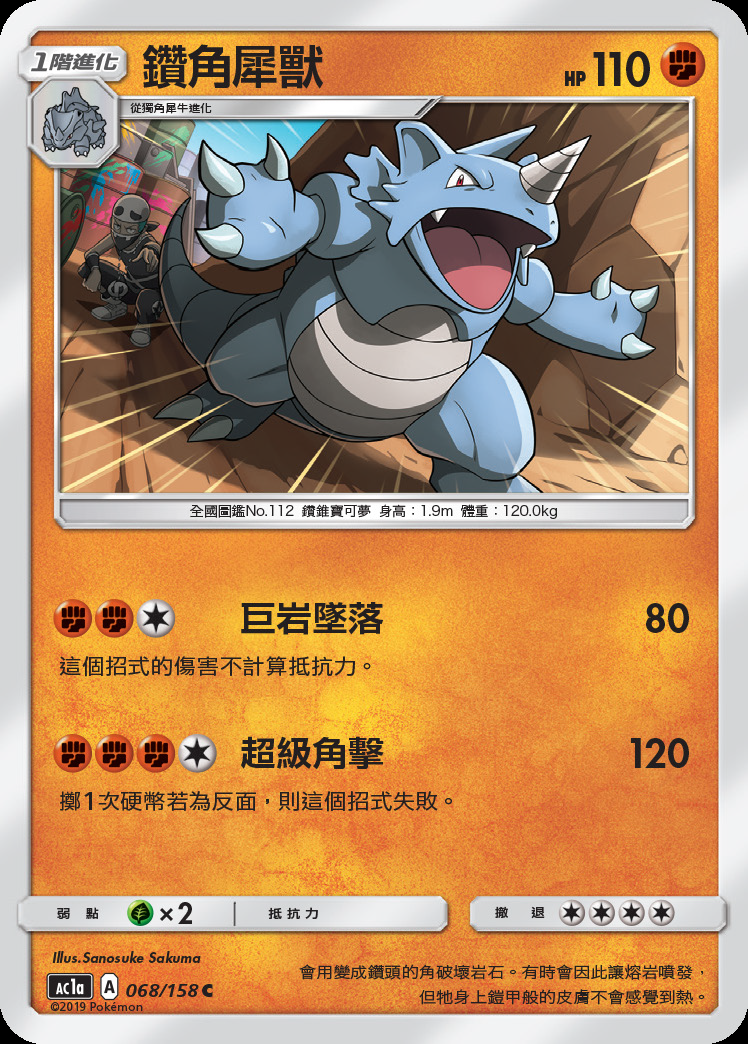 1階進化 鑽角犀獸 HP 110
從獨角犀牛進化
全國圖鑑No.112 鑽錐寶可夢 身高：1.9m 體重：120.0kg
巨岩墜落 80
這個招式的傷害不計算抵抗力。
超級角擊 120
擲1次硬幣若為反面，則這個招式失敗。
弱點 ×2 抵抗力 撤退
Illus.Sanosuke Sakuma
會用變成鑽頭的角破壞岩石。有時會因此讓熔岩噴發，
但牠身上鎧甲般的皮膚不會感覺到熱。
AC1a A 068/158 C
©2019 Pokémon